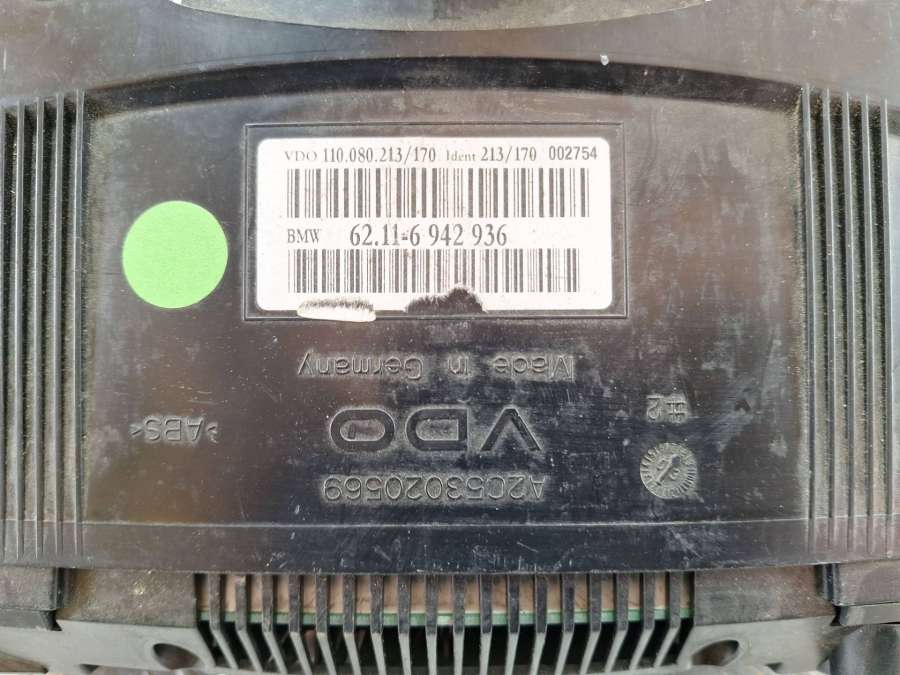 VDO 110.080.213/170 Ident 213/170 002754
BMW 62.11-6 942 936
Made in Germany
VDO
#2
>ABS<
A2C53020569